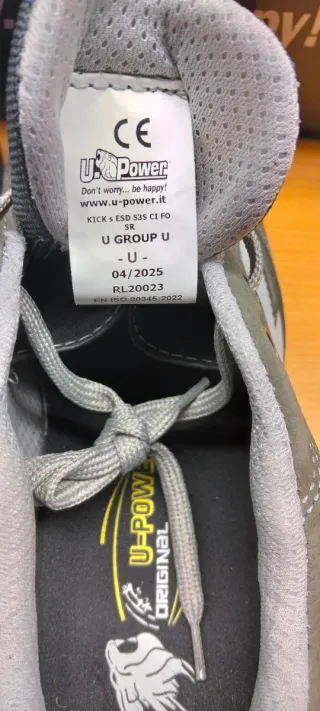 CE
U-Power
Don't worry... be happy!
www.u-power.it
KICK s ESD S3S CI FO
SR
U GROUP U
- U -
04/2025
RL20023
EN ISO 20345:2022
U-POWER
ORIGINAL